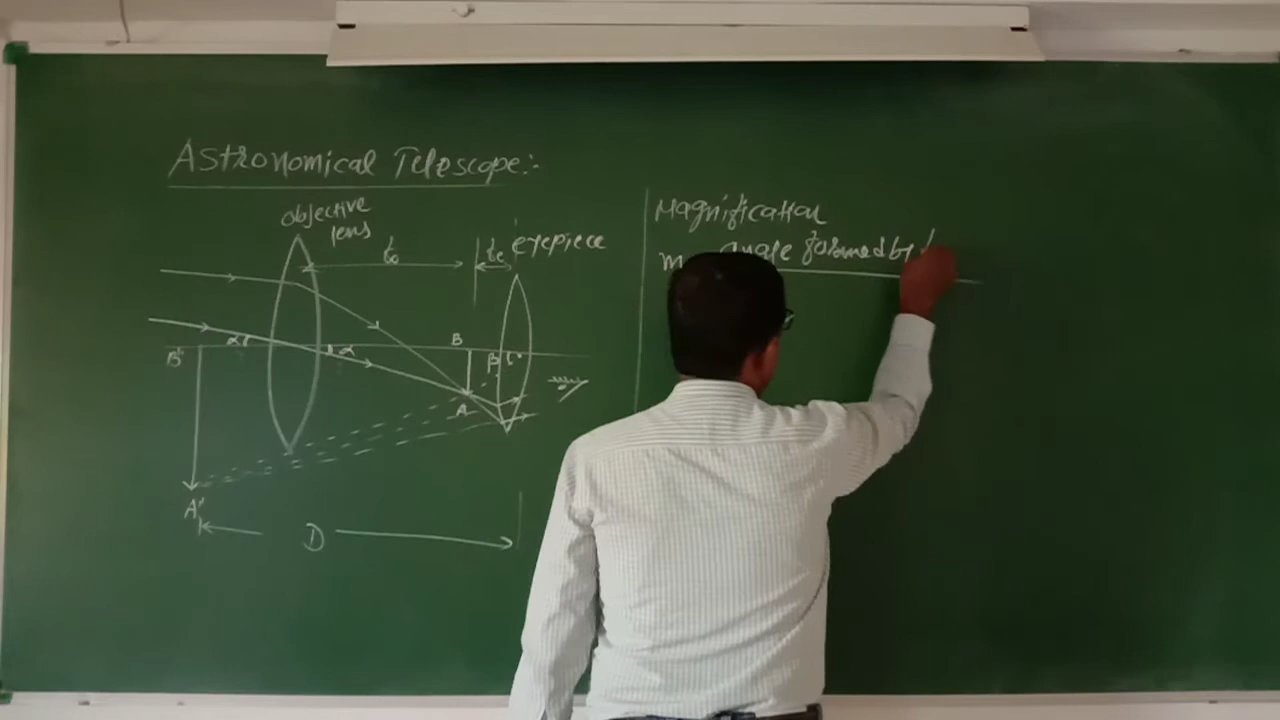 Astronomical Telescope:-
objective
lens
fo
fe
eyepiece
α
α
B
B'
β
A
A'
D
Magnification
m
angle formed by